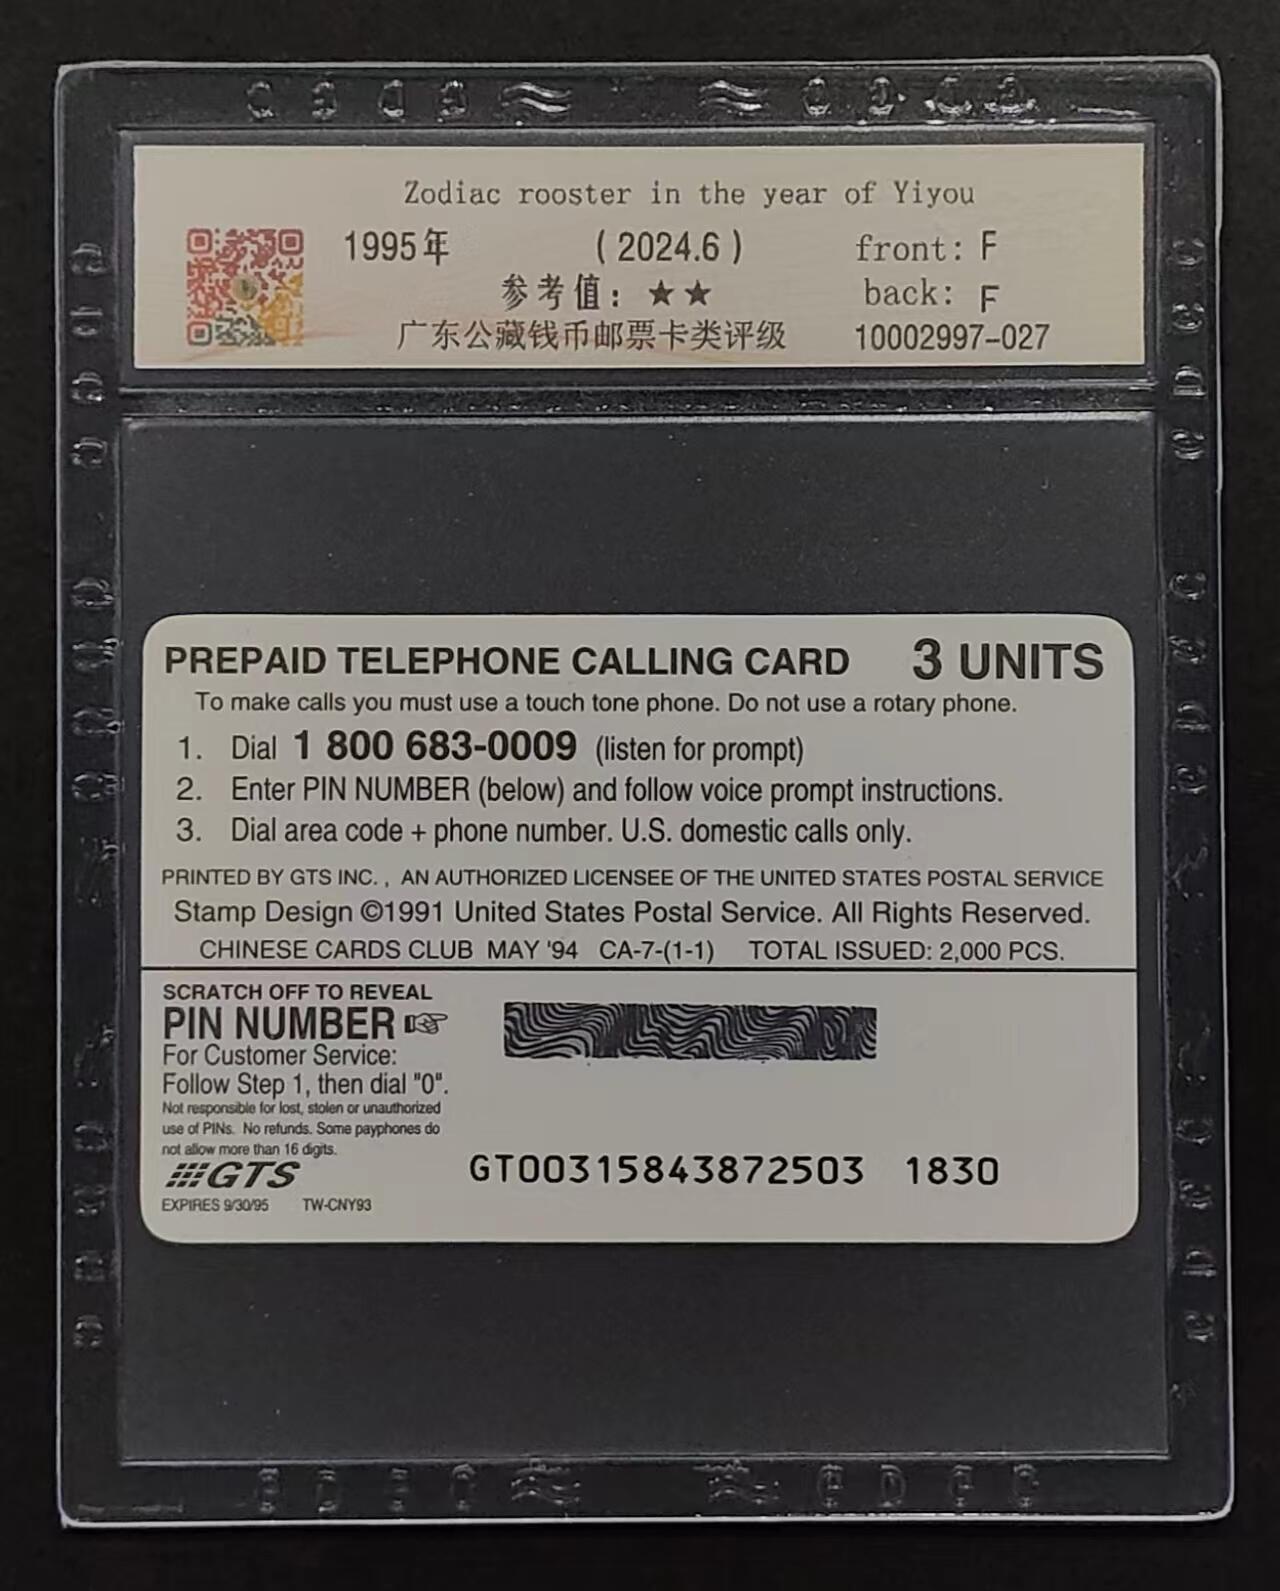 Zodiac rooster in the year of Yiyou
1995年 (2024.6) front: F
参考值：★★ back: F
广东公藏钱币邮票卡类评级 10002997-027
PREPAID TELEPHONE CALLING CARD 3 UNITS
To make calls you must use a touch tone phone. Do not use a rotary phone.
1. Dial 1 800 683-0009 (listen for prompt)
2. Enter PIN NUMBER (below) and follow voice prompt instructions.
3. Dial area code + phone number. U.S. domestic calls only.
PRINTED BY GTS INC., AN AUTHORIZED LICENSEE OF THE UNITED STATES POSTAL SERVICE
Stamp Design ©1991 United States Postal Service. All Rights Reserved.
CHINESE CARDS CLUB MAY '94 CA-7-(1-1) TOTAL ISSUED: 2,000 PCS.
SCRATCH OFF TO REVEAL
PIN NUMBER
For Customer Service:
Follow Step 1, then dial "0".
Not responsible for lost, stolen or unauthorized
use of PINs. No refunds. Some payphones do
not allow more than 16 digits.
GTS
GT00315843872503 1830
EXPIRES 9/30/95 TW-CNY93